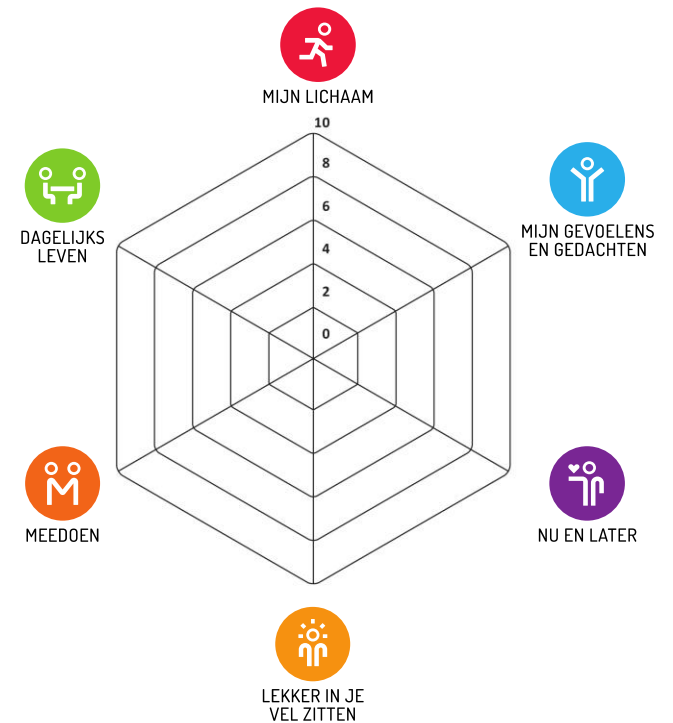 MIJN LICHAAM
10
8
6
4
2
0
MIJN GEVOELENS
EN GEDACHTEN
NU EN LATER
LEKKER IN JE
VEL ZITTEN
MEEDOEN
DAGELIJKS
LEVEN